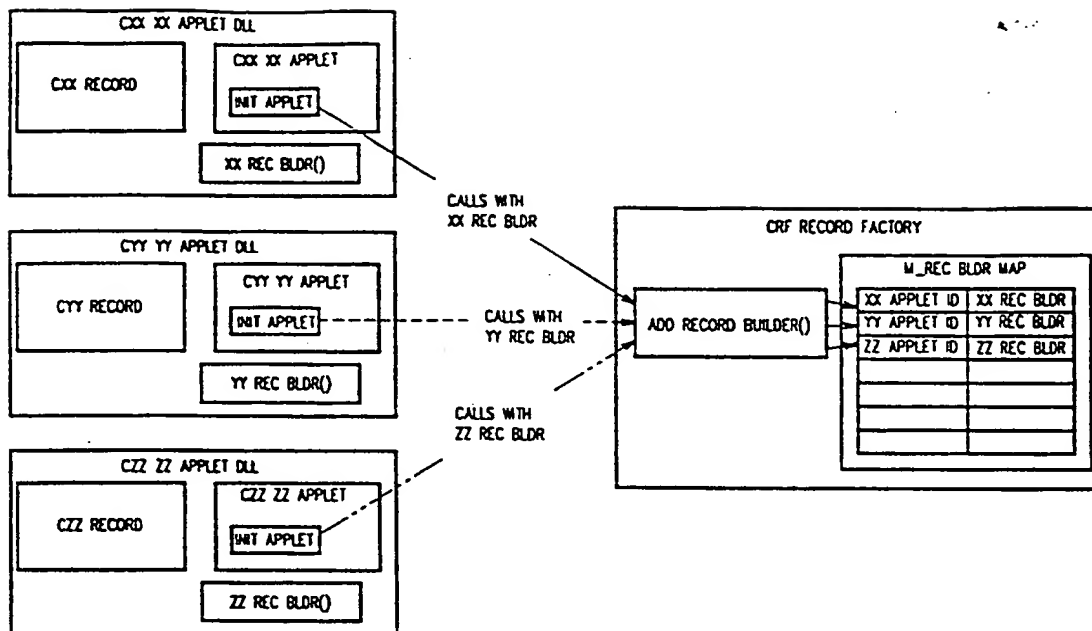 CXX XX APPLET DLL
CXX RECORD
CXX XX APPLET
INIT APPLET
XX REC BLDR()
CALLS WITH
XX REC BLDR
CYY YY APPLET DLL
CYY RECORD
CYY YY APPLET
INIT APPLET
YY REC BLDR()
CALLS WITH
YY REC BLDR
CZZ ZZ APPLET DLL
CZZ RECORD
CZZ ZZ APPLET
INIT APPLET
ZZ REC BLDR()
CALLS WITH
ZZ REC BLDR
CRF RECORD FACTORY
ADD RECORD BUILDER()
M_REC BLDR MAP
XX APPLET ID XX REC BLDR
YY APPLET ID YY REC BLDR
ZZ APPLET ID ZZ REC BLDR